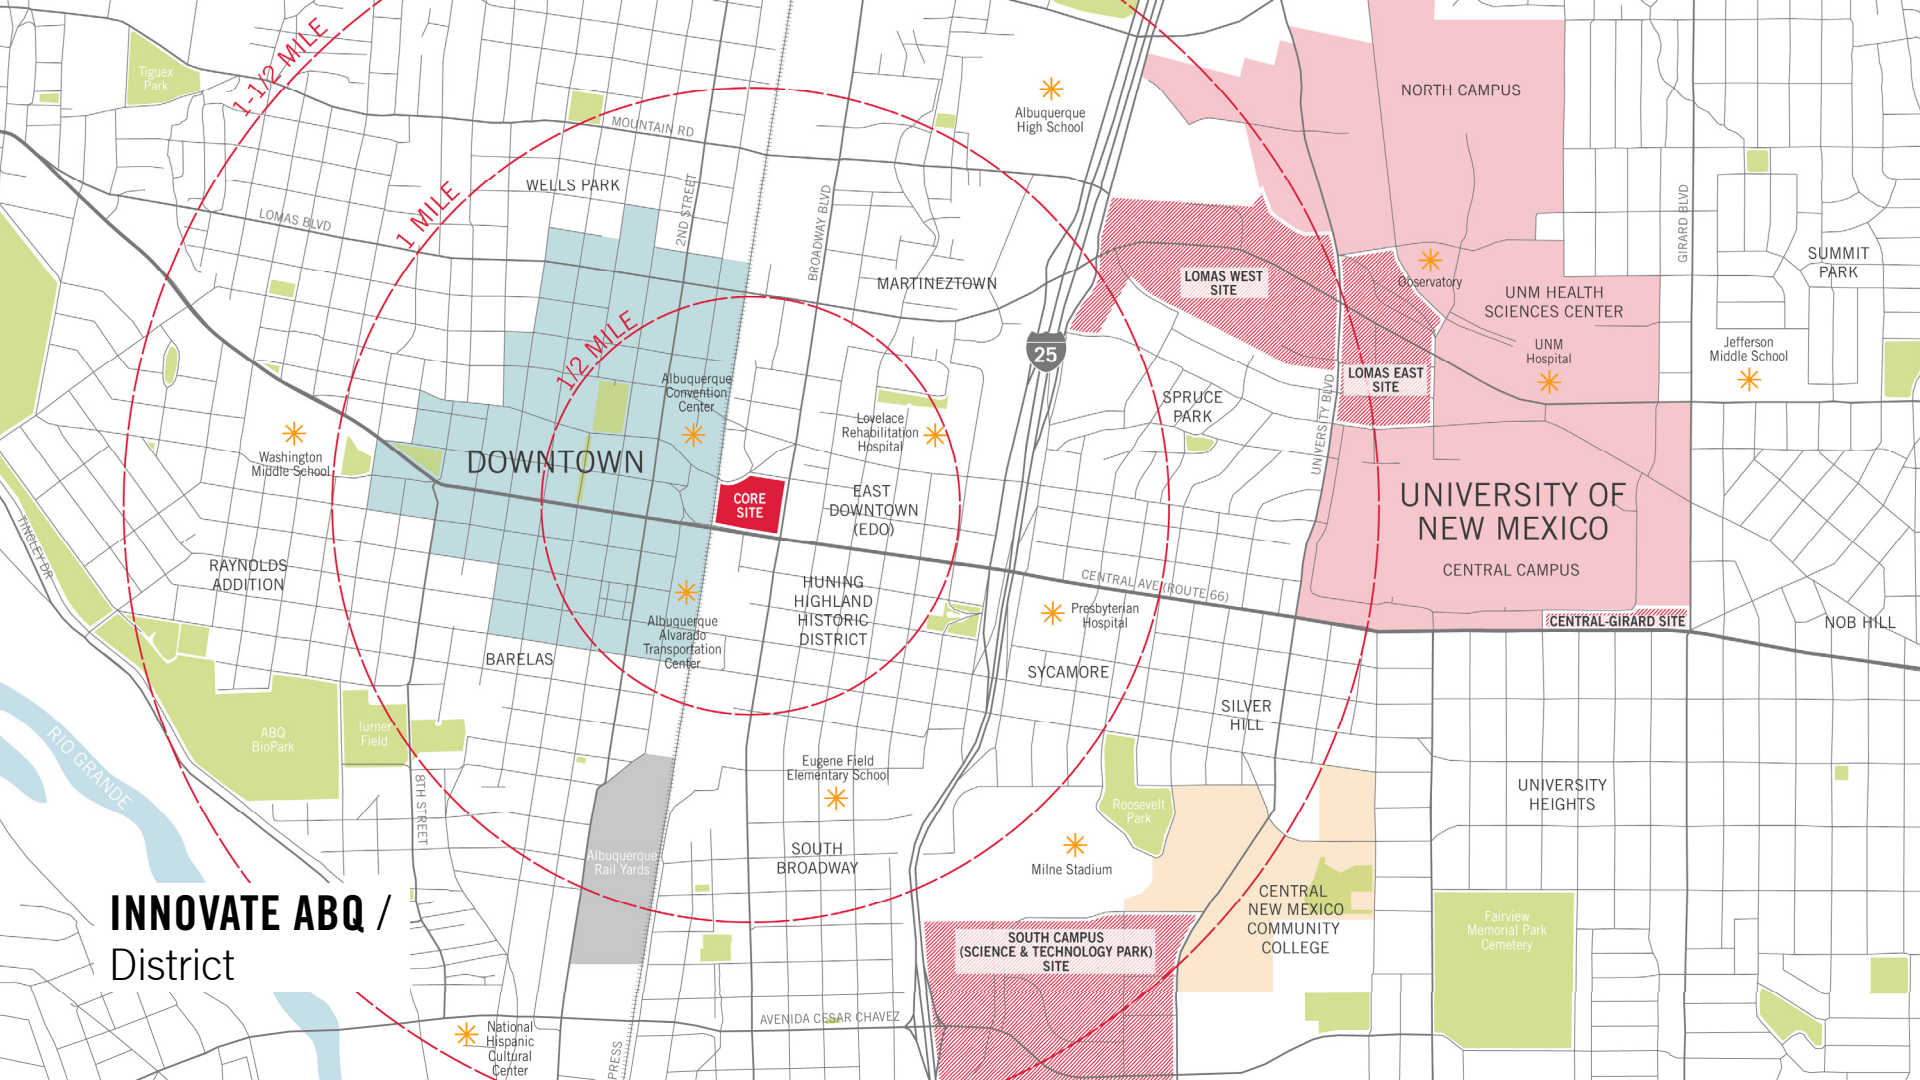 1-1/2 MILE
Tiguex
Park
Albuquerque
High School
NORTH CAMPUS
MOUNTAIN RD
WELLS PARK
1 MILE
2ND STREET
BROADWAY BLVD
GIRARD BLVD
LOMAS BLVD
SUMMIT
PARK
MARTINEZTOWN
LOMAS WEST
SITE
Observatory
UNM HEALTH
SCIENCES CENTER
1/2 MILE
25
UNM
Hospital
Jefferson
Middle School
Albuquerque
Convention
Center
LOMAS EAST
SITE
SPRUCE
PARK
UNIVERSITY BLVD
Lovelace
Rehabilitation
Hospital
Washington
Middle School
DOWNTOWN
CORE
SITE
EAST
DOWNTOWN
(EDO)
UNIVERSITY OF
NEW MEXICO
CENTRAL CAMPUS
TINGLEY DR
RAYNOLDS
ADDITION
HUNING
HIGHLAND
HISTORIC
DISTRICT
CENTRAL AVE (ROUTE 66)
Presbyterian
Hospital
CENTRAL-GIRARD SITE
NOB HILL
Albuquerque
Alvarado
Transportation
Center
BARELAS
SYCAMORE
SILVER
HILL
ABQ
BioPark
Turner
Field
RIO GRANDE
8TH STREET
Eugene Field
Elementary School
UNIVERSITY
HEIGHTS
Roosevelt
Park
Albuquerque
Rail Yards
SOUTH
BROADWAY
Milne Stadium
CENTRAL
NEW MEXICO
COMMUNITY
COLLEGE
INNOVATE ABQ /
District
Fairview
Memorial Park
Cemetery
SOUTH CAMPUS
(SCIENCE & TECHNOLOGY PARK)
SITE
AVENIDA CESAR CHAVEZ
National
Hispanic
Cultural
Center
PRESS